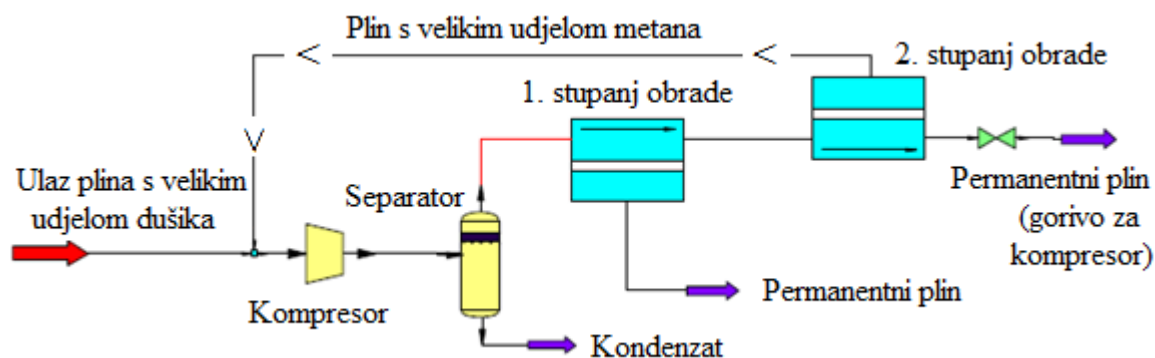 Plin s velikim udjelom metana
2. stupanj obrade
1. stupanj obrade
Ulaz plina s velikim
udjelom dušika
Separator
Permanentni plin
(gorivo za
kompresor)
Kompresor
Permanentni plin
Kondenzat